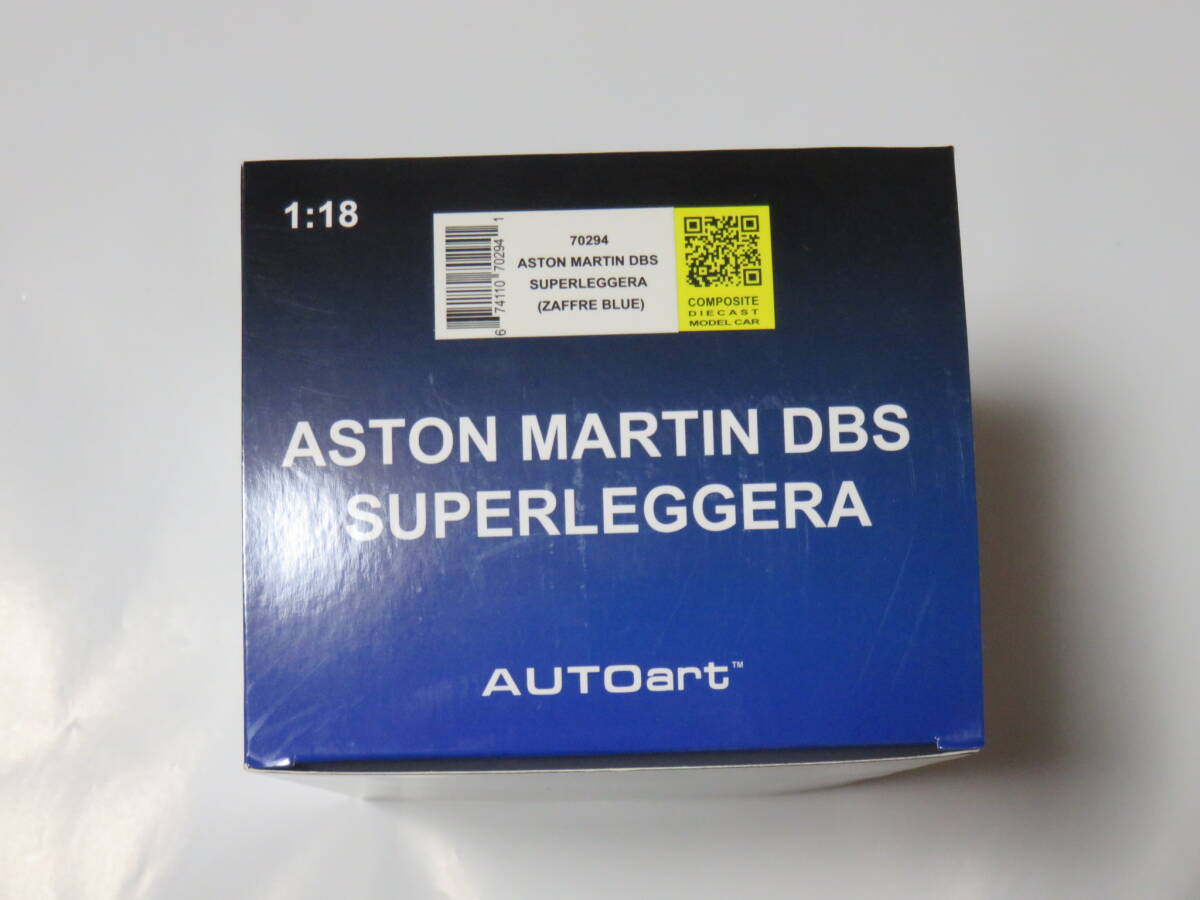 1:18
6 74110 70294 1
70294
ASTON MARTIN DBS
SUPERLEGGERA
(ZAFFRE BLUE)
COMPOSITE
DIECAST
MODEL CAR
ASTON MARTIN DBS
SUPERLEGGERA
AUTOart™